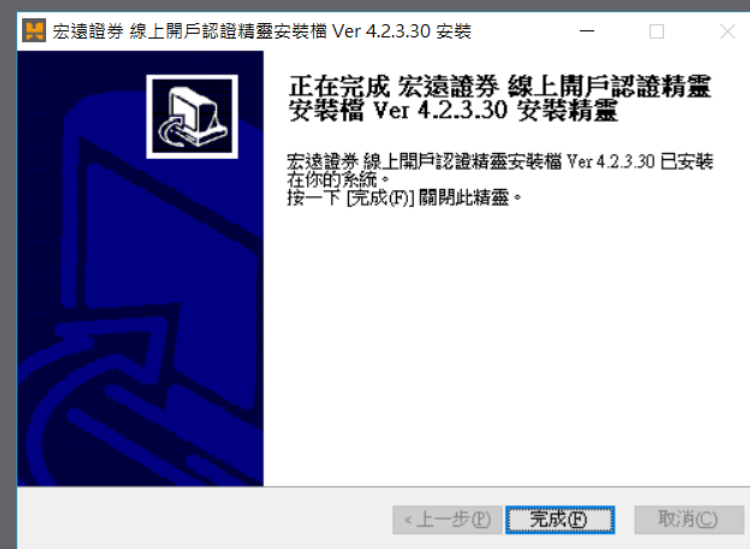 宏遠證券 線上開戶認證精靈安裝檔 Ver 4.2.3.30 安裝
正在完成 宏遠證券 線上開戶認證精靈
安裝檔 Ver 4.2.3.30 安裝精靈
宏遠證券 線上開戶認證精靈安裝檔 Ver 4.2.3.30 已安裝
在你的系統。
按一下 [完成(F)] 關閉此精靈。
< 上一步(P) 完成(F) 取消(C)